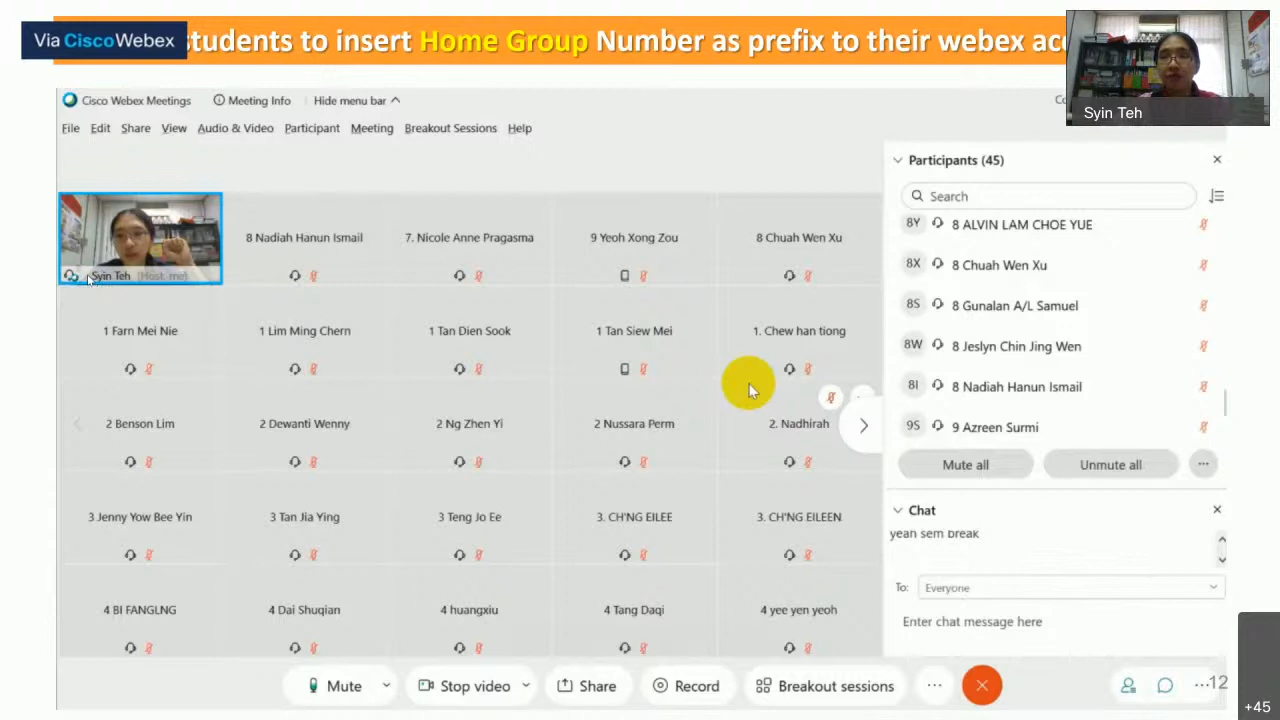 Via Cisco Webex
students to insert Home Group Number as prefix to their webex
Syin Teh
Cisco Webex Meetings
Meeting Info
Hide menu bar
File Edit Share View Audio & Video Participant Meeting Breakout Sessions Help
Syin Teh (Host, me)
8 Nadiah Hanun Ismail
7. Nicole Anne Pragasma
9 Yeoh Xong Zou
8 Chuah Wen Xu
1 Farn Mei Nie
1 Lim Ming Chern
1 Tan Dien Sook
1 Tan Siew Mei
1. Chew han tiong
2 Benson Lim
2 Dewanti Wenny
2 Ng Zhen Yi
2 Nussara Perm
2. Nadhirah
3 Jenny Yow Bee Yin
3 Tan Jia Ying
3 Teng Jo Ee
3. CH'NG EILEE
3. CH'NG EILEEN
4 BI FANGLNG
4 Dai Shuqian
4 huangxiu
4 Tang Daqi
4 yee yen yeoh
Participants (45)
Search
8Y 8 ALVIN LAM CHOE YUE
8X 8 Chuah Wen Xu
8S 8 Gunalan A/L Samuel
8W 8 Jeslyn Chin Jing Wen
8I 8 Nadiah Hanun Ismail
9S 9 Azreen Surmi
Mute all
Unmute all
Chat
yeah sem break
To: Everyone
Enter chat message here
Mute
Stop video
Share
Record
Breakout sessions
12
+45